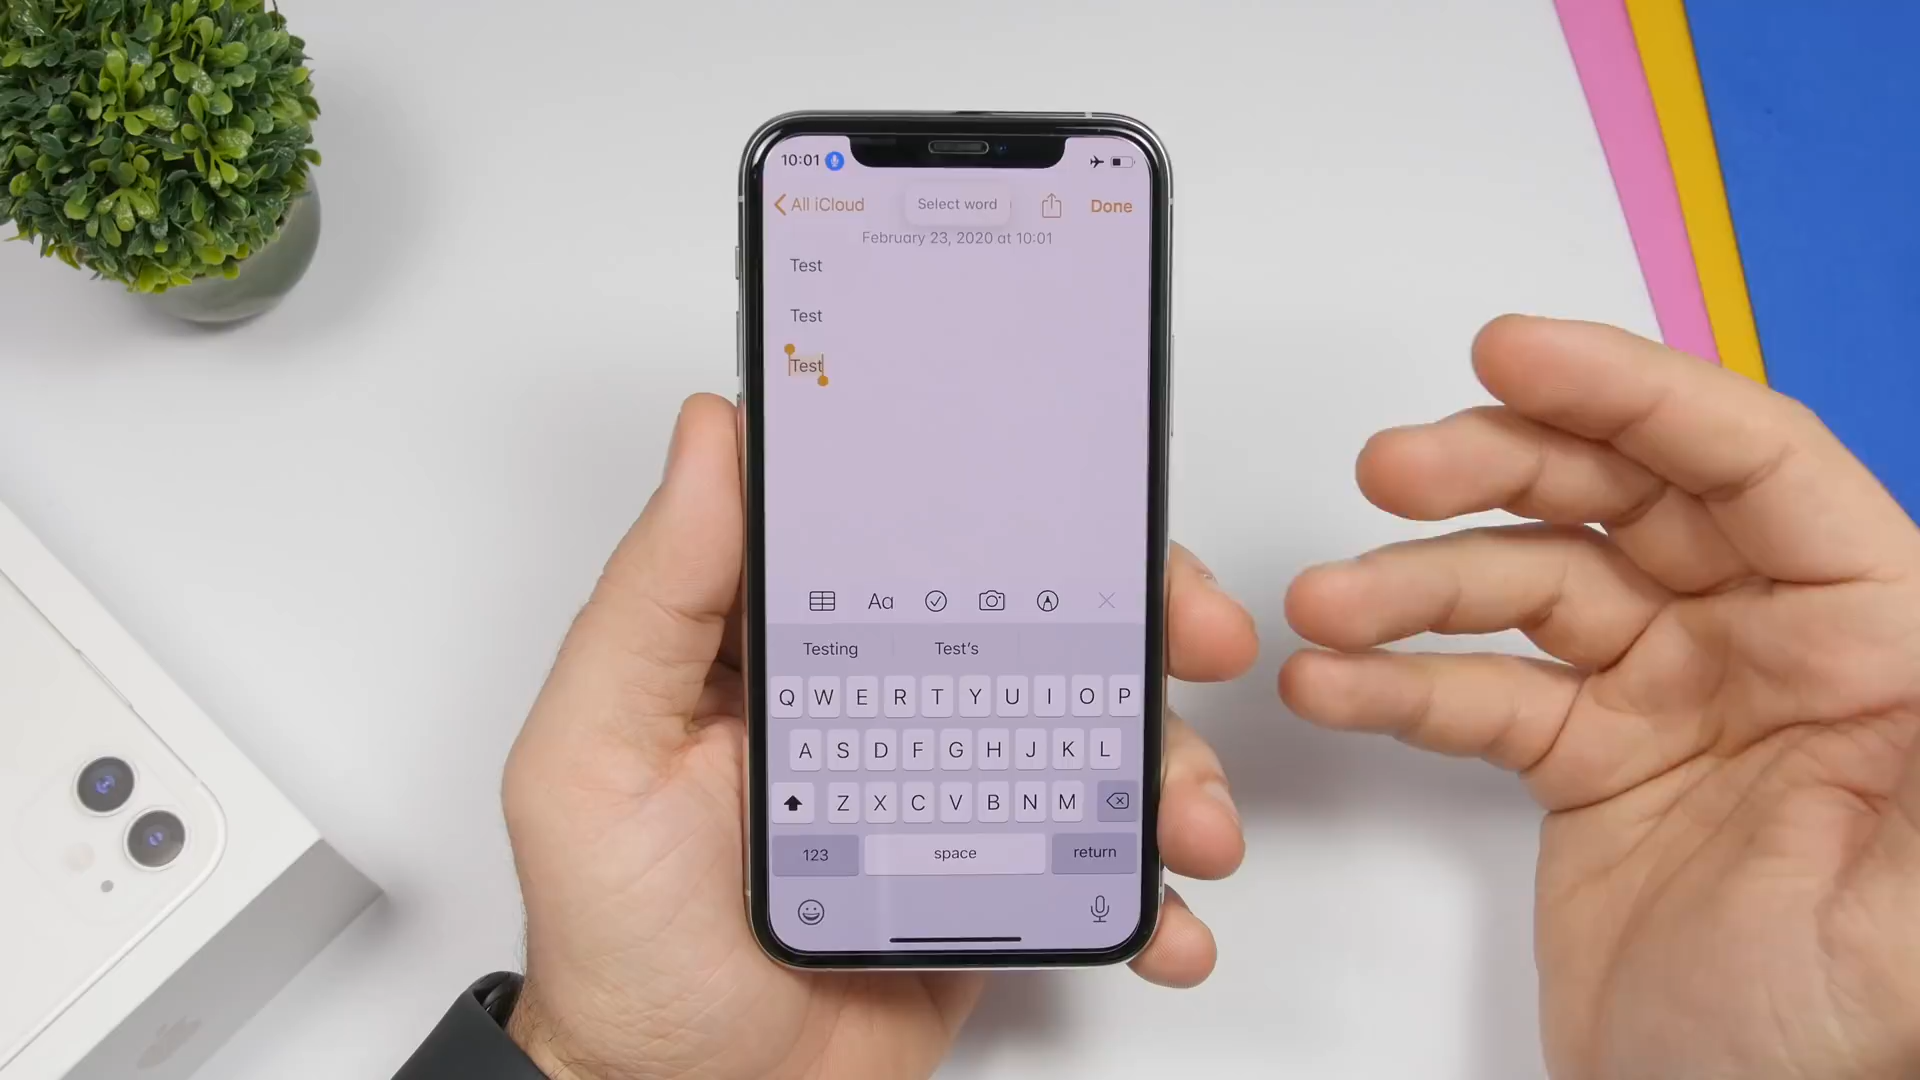 10:01
All iCloud Select word Done
February 23, 2020 at 10:01
Test
Test
Test
Aa
Testing Test's
Q W E R T Y U I O P
A S D F G H J K L
Z X C V B N M
123 space return